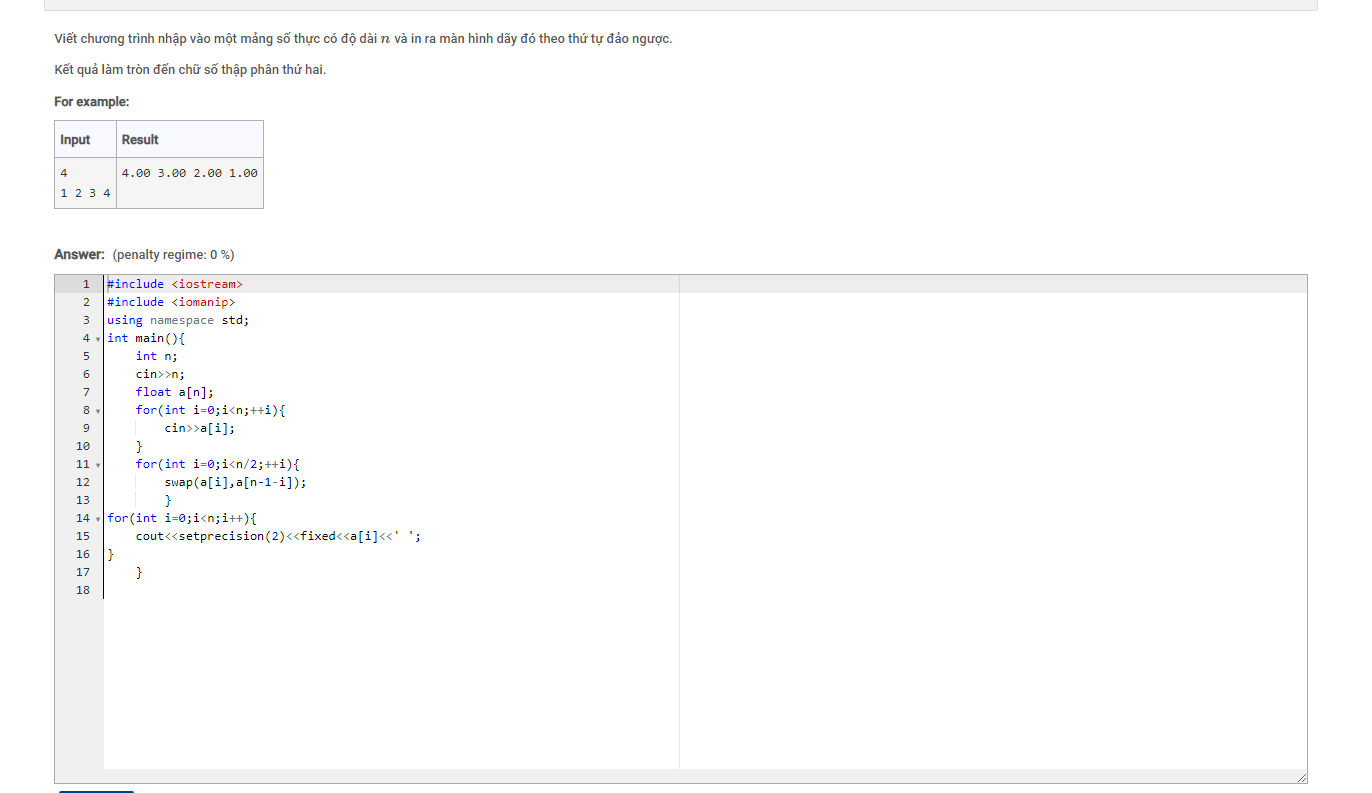 Viết chương trình nhập vào một mảng số thực có độ dài n và in ra màn hình dãy đó theo thứ tự đảo ngược.
Kết quả làm tròn đến chữ số thập phân thứ hai.
For example:
Input Result
4 4.00 3.00 2.00 1.00
1 2 3 4
Answer: (penalty regime: 0 %)
1 #include <iostream>
2 #include <iomanip>
3 using namespace std;
4 int main(){
5     int n;
6     cin>>n;
7     float a[n];
8     for(int i=0;i<n;++i){
9         cin>>a[i];
10     }
11     for(int i=0;i<n/2;++i){
12         swap(a[i],a[n-1-i]);
13         }
14 for(int i=0;i<n;i++){
15     cout<<setprecision(2)<<fixed<<a[i]<<' ';
16 }
17     }
18